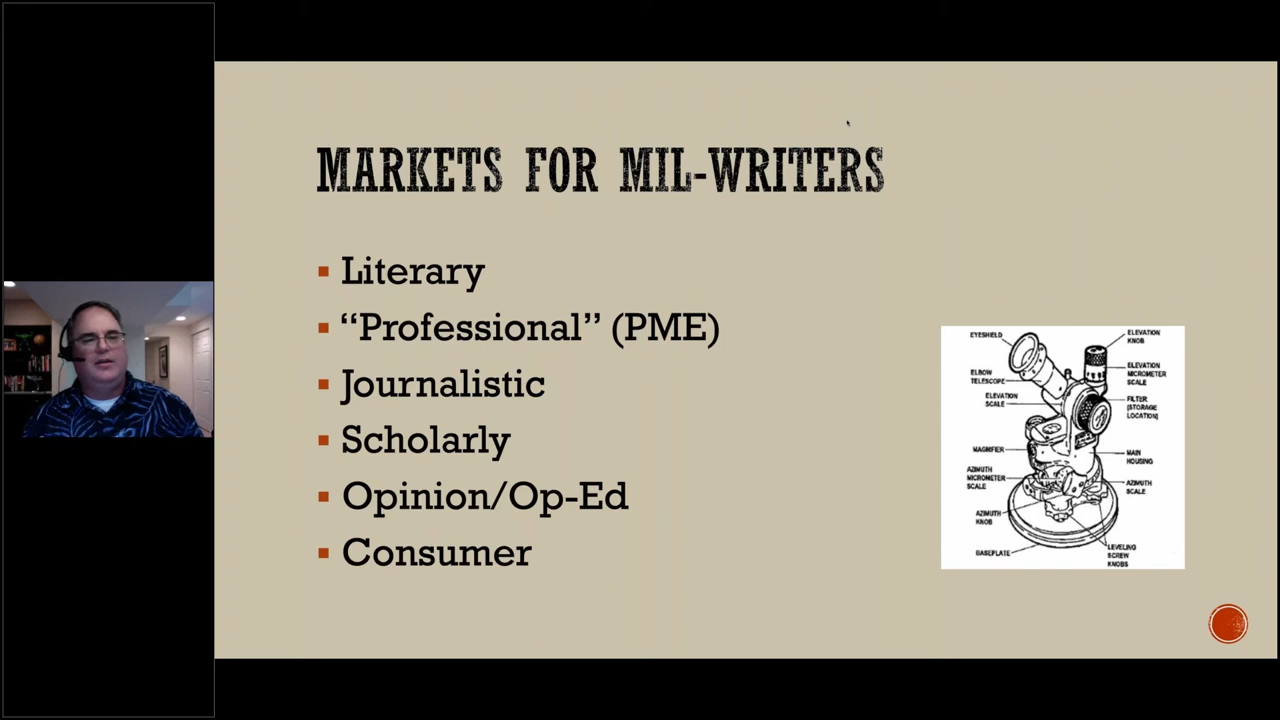 MARKETS FOR MIL-WRITERS
Literary
“Professional” (PME)
Journalistic
Scholarly
Opinion/Op-Ed
Consumer
EYESHIELD
ELBOW
TELESCOPE
ELEVATION
SCALE
MAGNIFIER
AZIMUTH
MICROMETER
SCALE
AZIMUTH
KNOB
BASEPLATE
ELEVATION
KNOB
ELEVATION
MICROMETER
SCALE
FILTER
(STORAGE
LOCATION)
MAIN
HOUSING
AZIMUTH
SCALE
LEVELING
SCREW
KNOBS